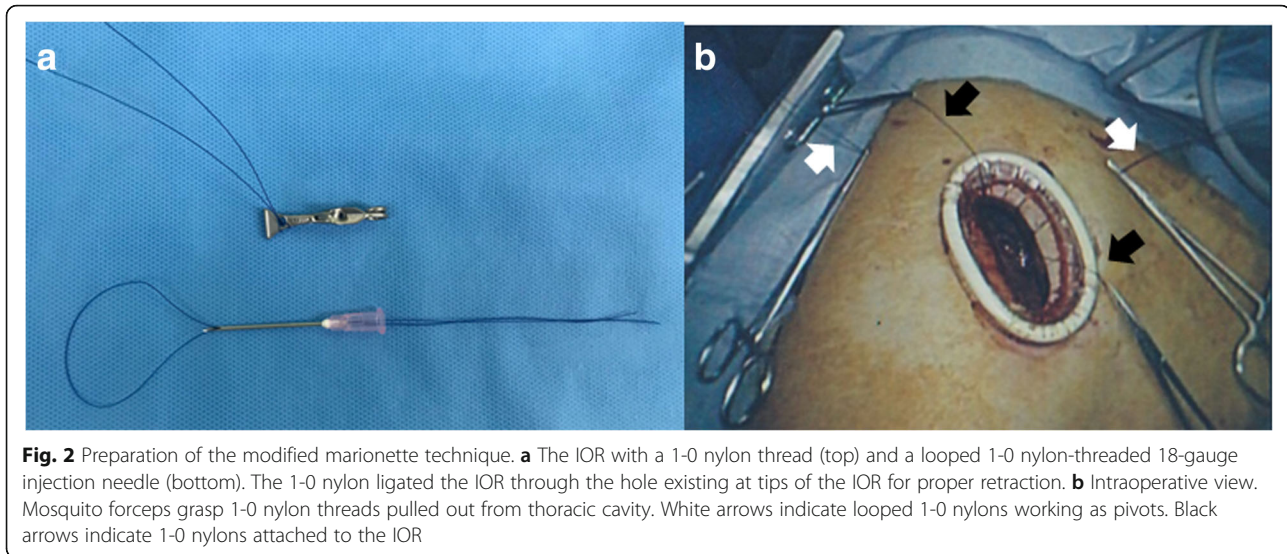 a
b
Fig. 2 Preparation of the modified marionette technique. a The IOR with a 1-0 nylon thread (top) and a looped 1-0 nylon-threaded 18-gauge
injection needle (bottom). The 1-0 nylon ligated the IOR through the hole existing at tips of the IOR for proper retraction. b Intraoperative view.
Mosquito forceps grasp 1-0 nylon threads pulled out from thoracic cavity. White arrows indicate looped 1-0 nylons working as pivots. Black
arrows indicate 1-0 nylons attached to the IOR